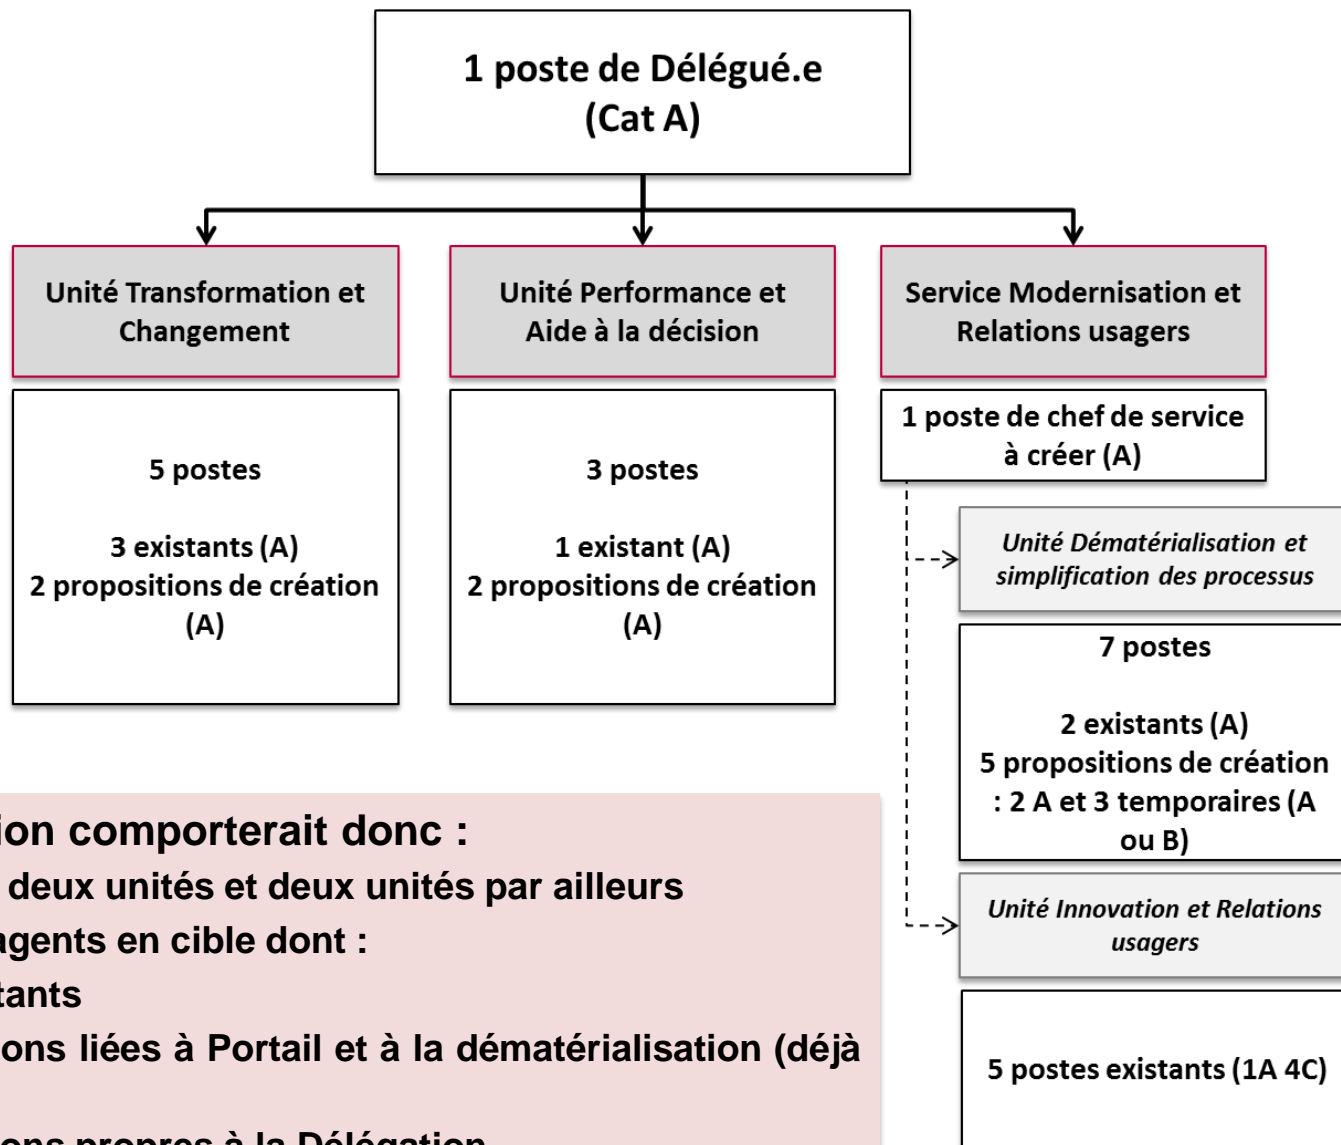 1 poste de Délégué.e
(Cat A)
Unité Transformation et
Changement
Unité Performance et
Aide à la décision
Service Modernisation et
Relations usagers
5 postes
3 existants (A)
2 propositions de création
(A)
3 postes
1 existant (A)
2 propositions de création
(A)
1 poste de chef de service
à créer (A)
Unité Dématérialisation et
simplification des processus
7 postes
2 existants (A)
5 propositions de création
: 2 A et 3 temporaires (A
ou B)
Unité Innovation et Relations
usagers
5 postes existants (1A 4C)
ion comporterait donc :
deux unités et deux unités par ailleurs
agents en cible dont :
tants
ons liées à Portail et à la dématérialisation (déjà
ons propres à la Délégation